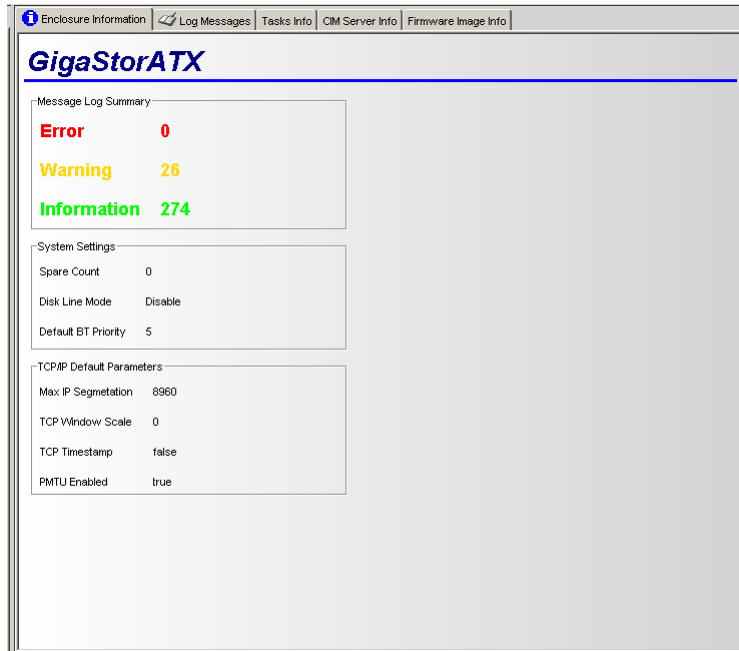 Enclosure Information Log Messages Tasks Info CIM Server Info Firmware Image Info
GigaStorATX
Message Log Summary
Error 0
Warning 26
Information 274
System Settings
Spare Count 0
Disk Line Mode Disable
Default BT Priority 5
TCP/IP Default Parameters
Max IP Segmetation 8960
TCP Window Scale 0
TCP Timestamp false
PMTU Enabled true